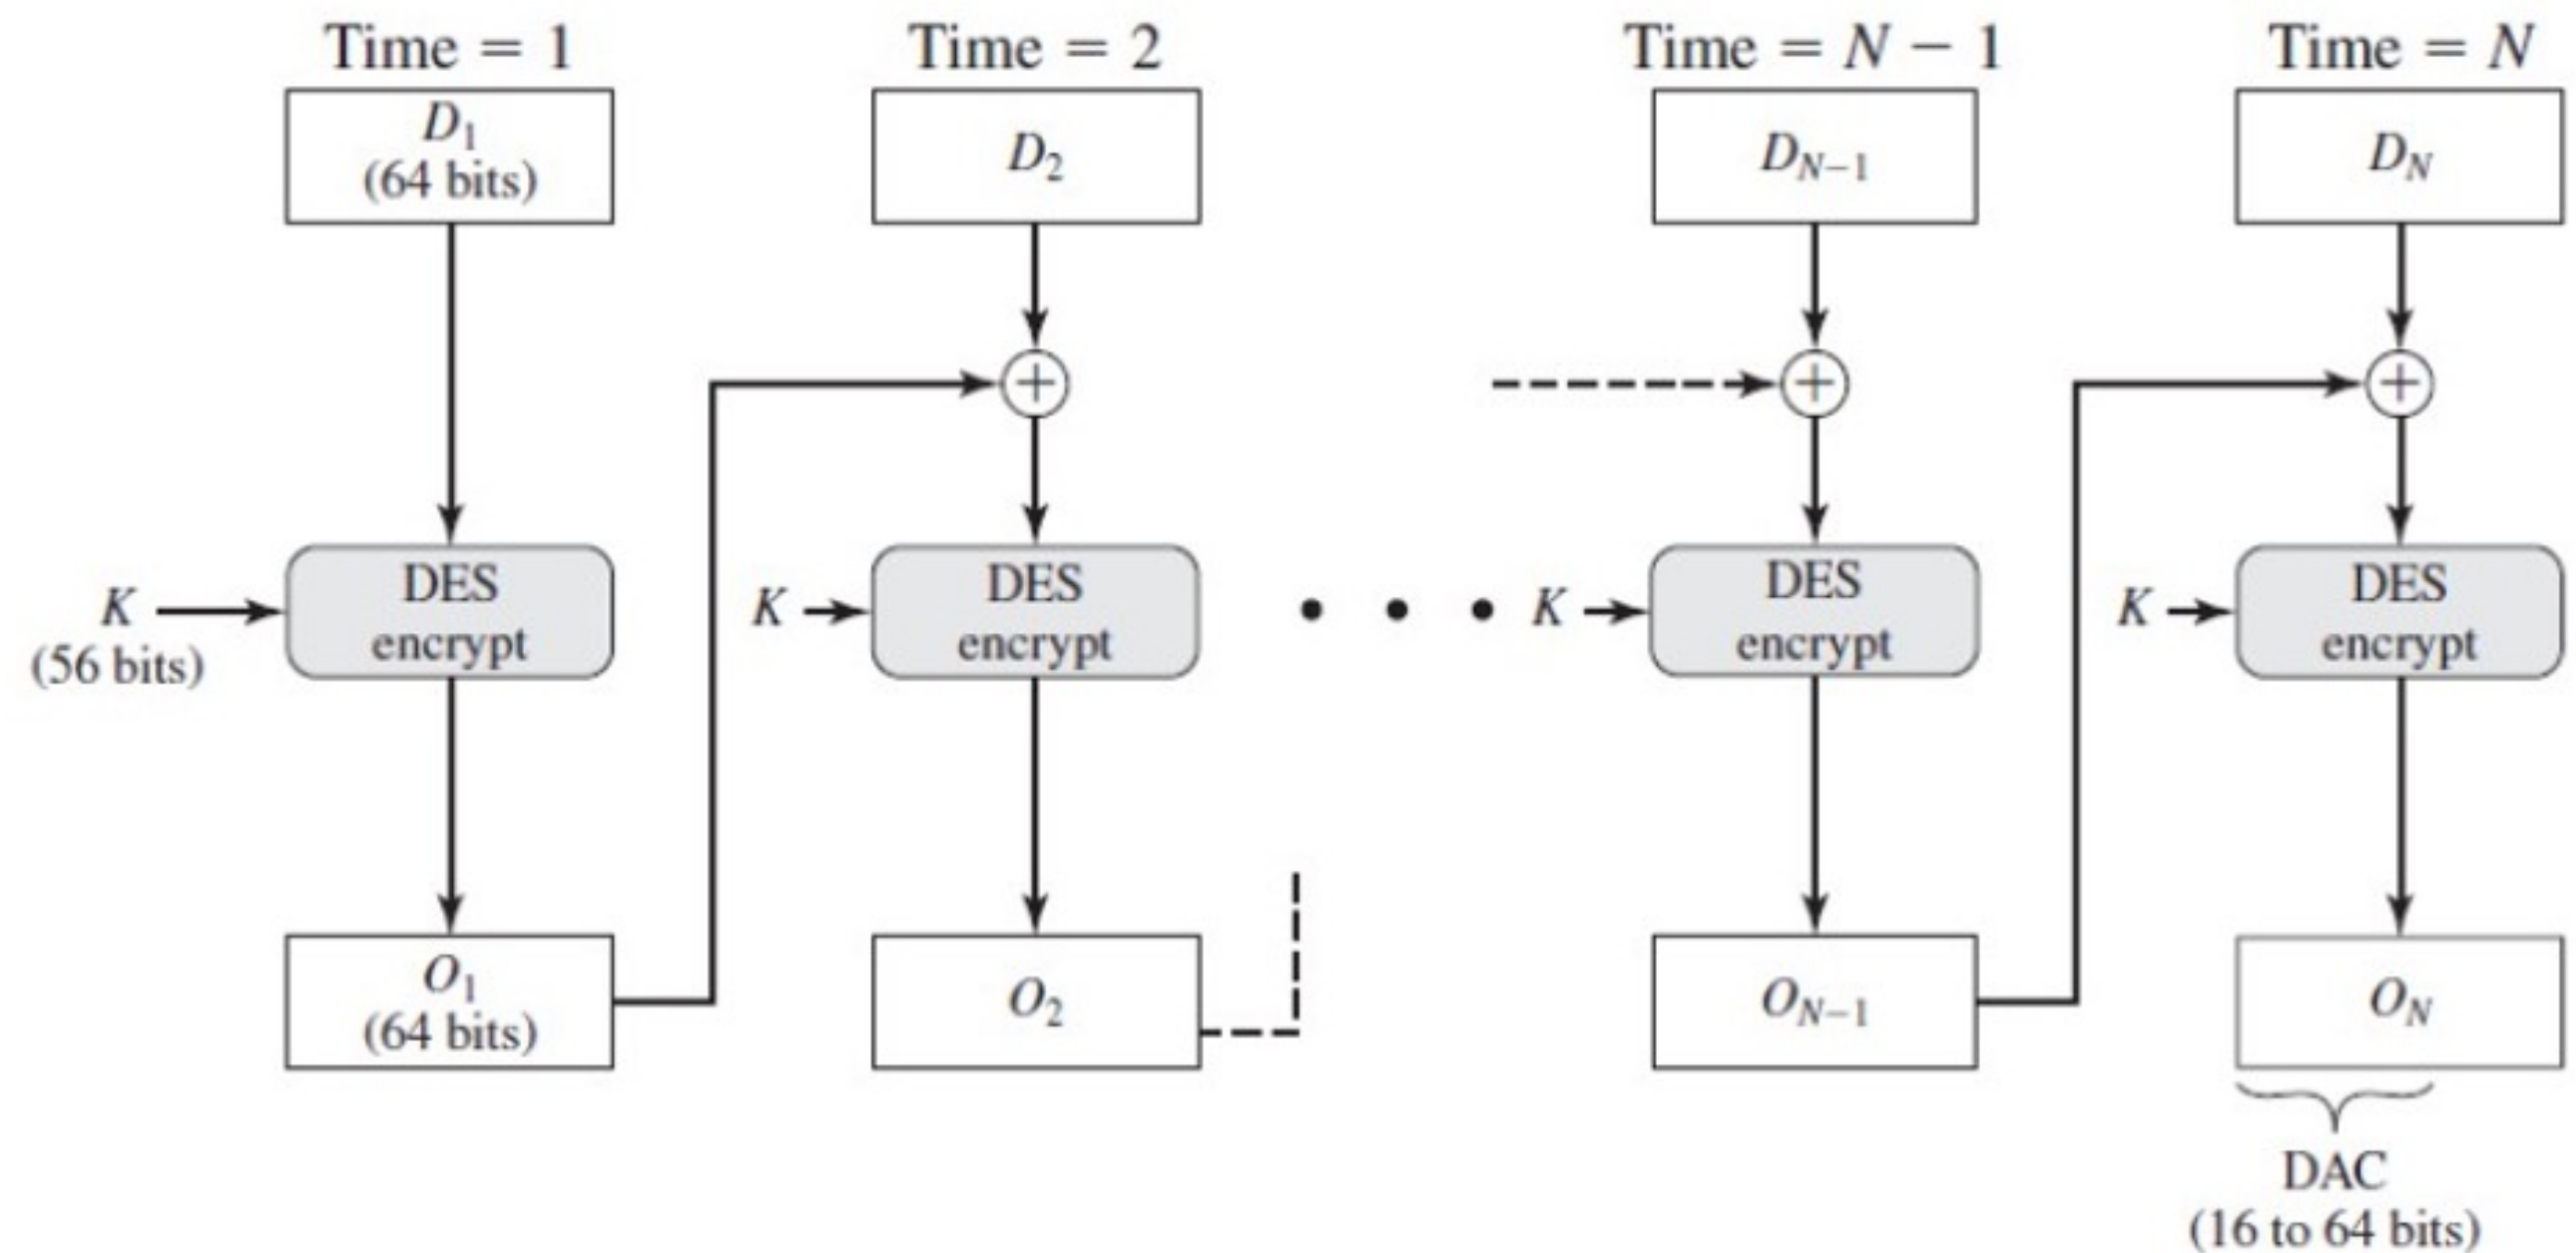 Time = 1
Time = 2
Time = N − 1
Time = N
D₁
(64 bits)
D₂
Dₙ₋₁
Dₙ
+
+
+
K
(56 bits)
DES
encrypt
K
DES
encrypt
• • •
K
DES
encrypt
K
DES
encrypt
O₁
(64 bits)
O₂
Oₙ₋₁
Oₙ
DAC
(16 to 64 bits)